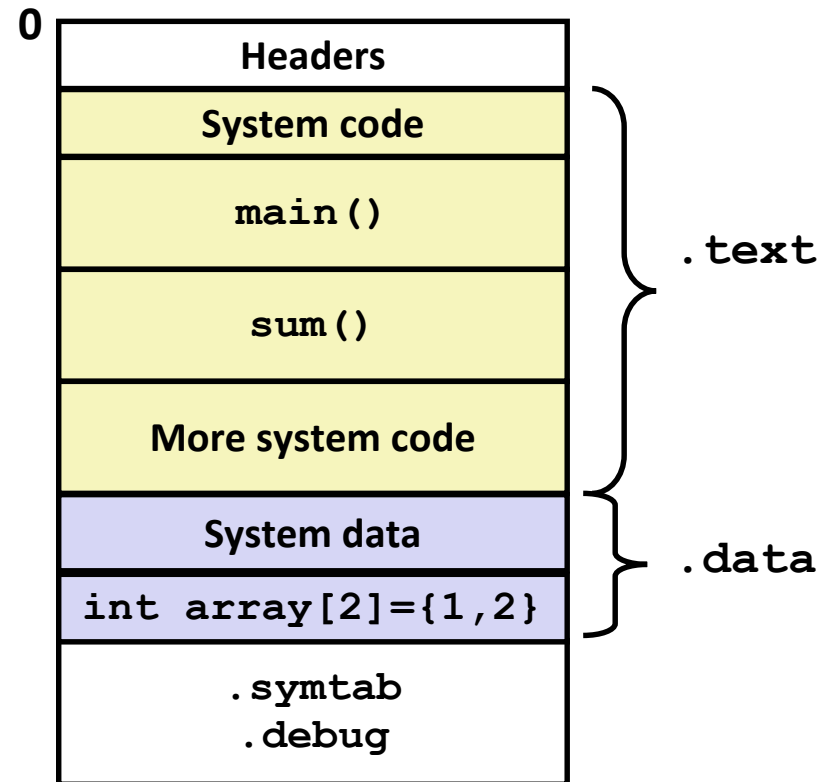 0
Headers
System code
main()
sum()
More system code
System data
int array[2]={1,2}
.symtab
.debug
.text
.data